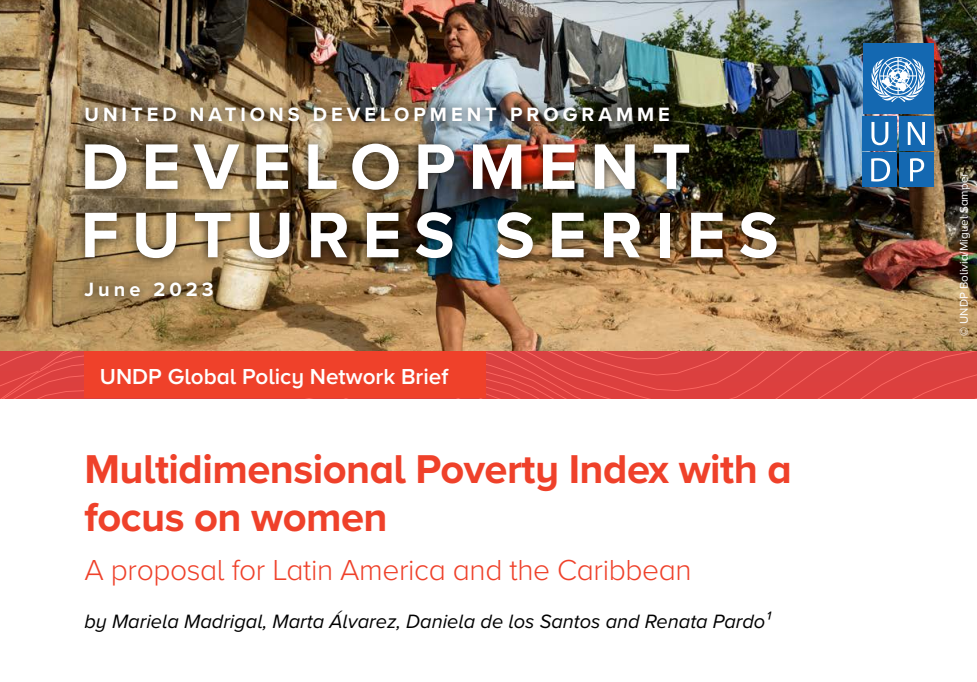 UNITED NATIONS DEVELOPMENT PROGRAMME
DEVELOPMENT
FUTURES SERIES
June 2023
UN
DP
© UNDP Bolivia/Miguel Samper
UNDP Global Policy Network Brief
Multidimensional Poverty Index with a
focus on women
A proposal for Latin America and the Caribbean
by Mariela Madrigal, Marta Álvarez, Daniela de los Santos and Renata Pardo¹